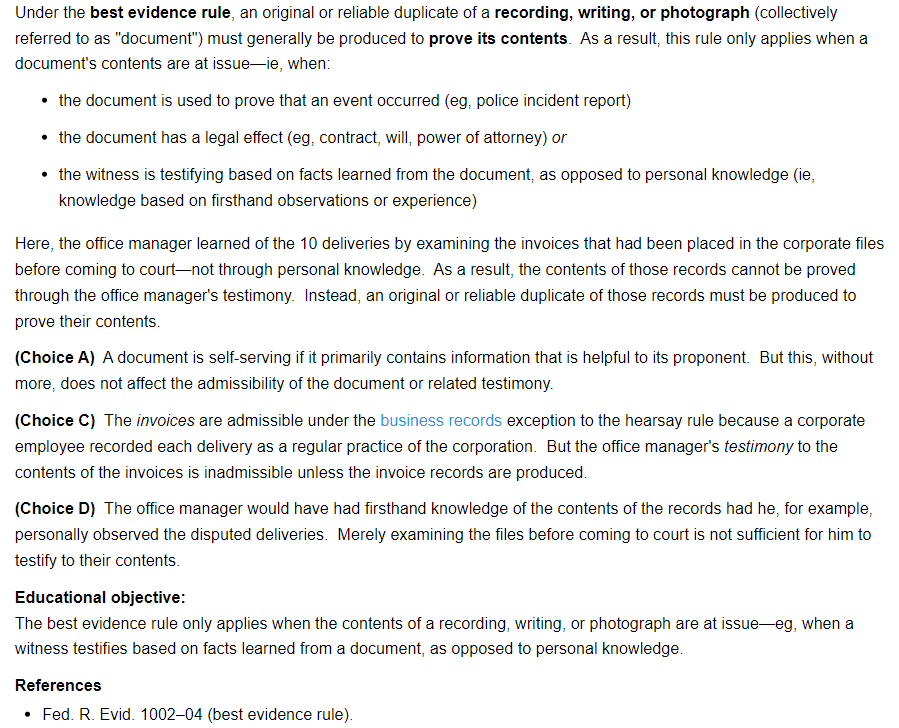 Under the best evidence rule, an original or reliable duplicate of a recording, writing, or photograph (collectively
referred to as "document") must generally be produced to prove its contents.  As a result, this rule only applies when a
document's contents are at issue—ie, when:
• the document is used to prove that an event occurred (eg, police incident report)
• the document has a legal effect (eg, contract, will, power of attorney) or
• the witness is testifying based on facts learned from the document, as opposed to personal knowledge (ie,
knowledge based on firsthand observations or experience)
Here, the office manager learned of the 10 deliveries by examining the invoices that had been placed in the corporate files
before coming to court—not through personal knowledge.  As a result, the contents of those records cannot be proved
through the office manager's testimony.  Instead, an original or reliable duplicate of those records must be produced to
prove their contents.
(Choice A)  A document is self-serving if it primarily contains information that is helpful to its proponent.  But this, without
more, does not affect the admissibility of the document or related testimony.
(Choice C)  The invoices are admissible under the business records exception to the hearsay rule because a corporate
employee recorded each delivery as a regular practice of the corporation.  But the office manager's testimony to the
contents of the invoices is inadmissible unless the invoice records are produced.
(Choice D)  The office manager would have had firsthand knowledge of the contents of the records had he, for example,
personally observed the disputed deliveries.  Merely examining the files before coming to court is not sufficient for him to
testify to their contents.
Educational objective:
The best evidence rule only applies when the contents of a recording, writing, or photograph are at issue—eg, when a
witness testifies based on facts learned from a document, as opposed to personal knowledge.
References
• Fed. R. Evid. 1002–04 (best evidence rule).